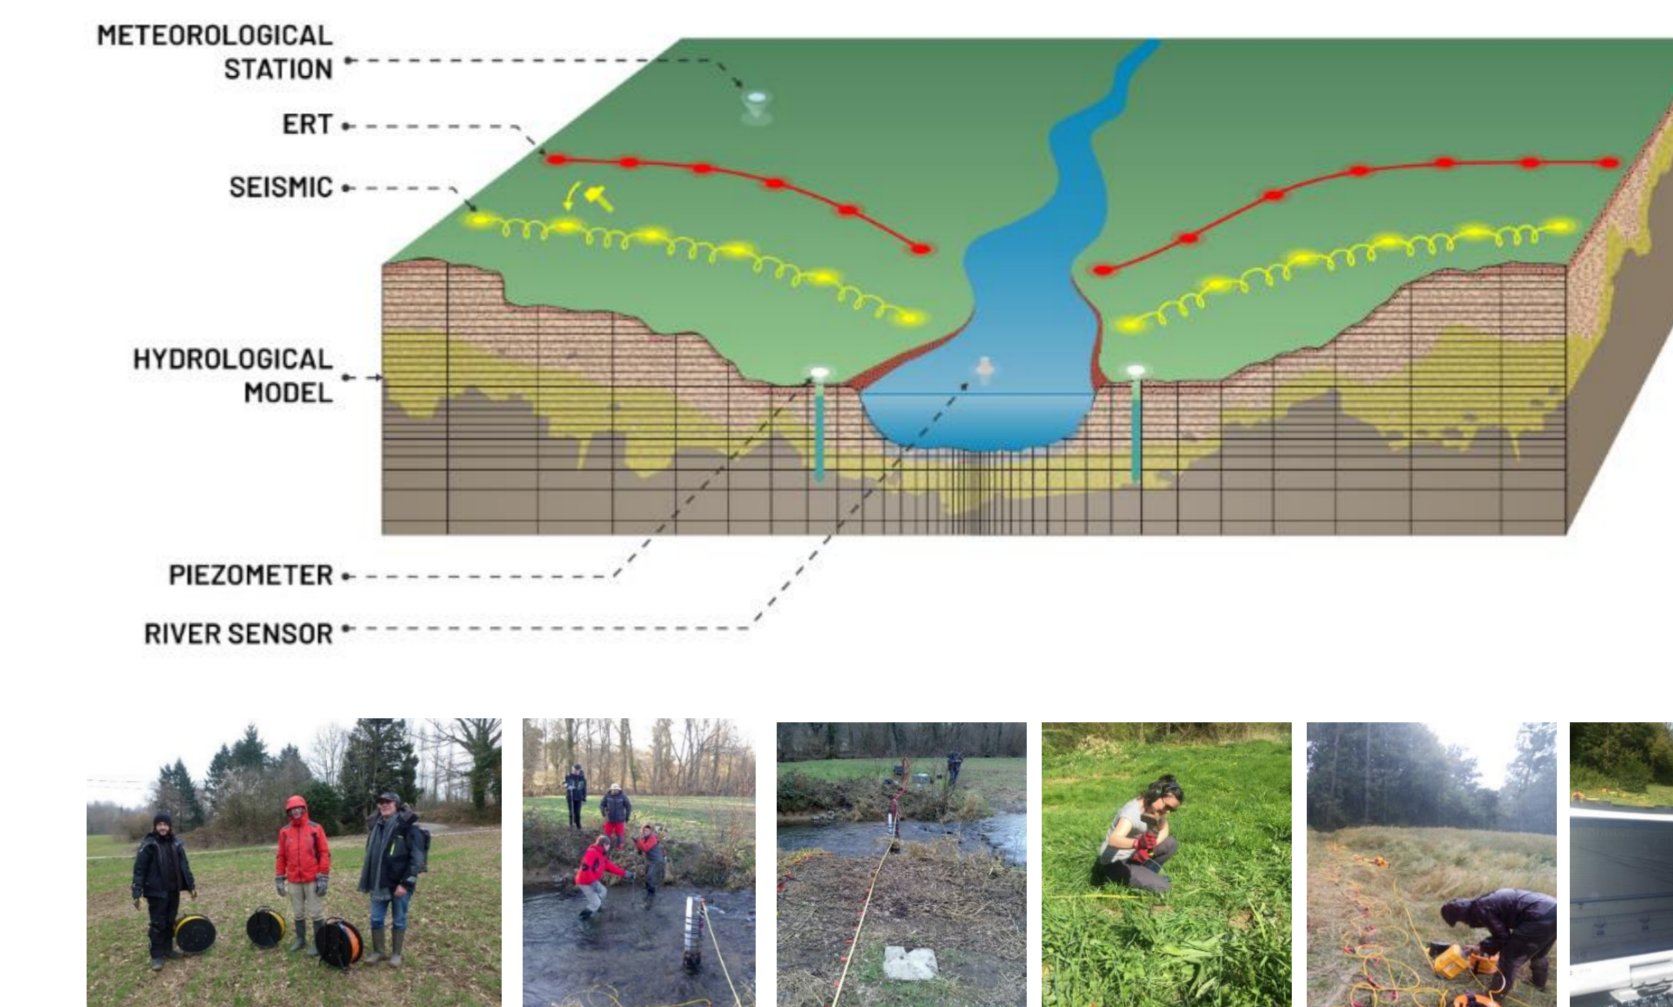 METEOROLOGICAL
STATION
ERT
SEISMIC
HYDROLOGICAL
MODEL
PIEZOMETER
RIVER SENSOR